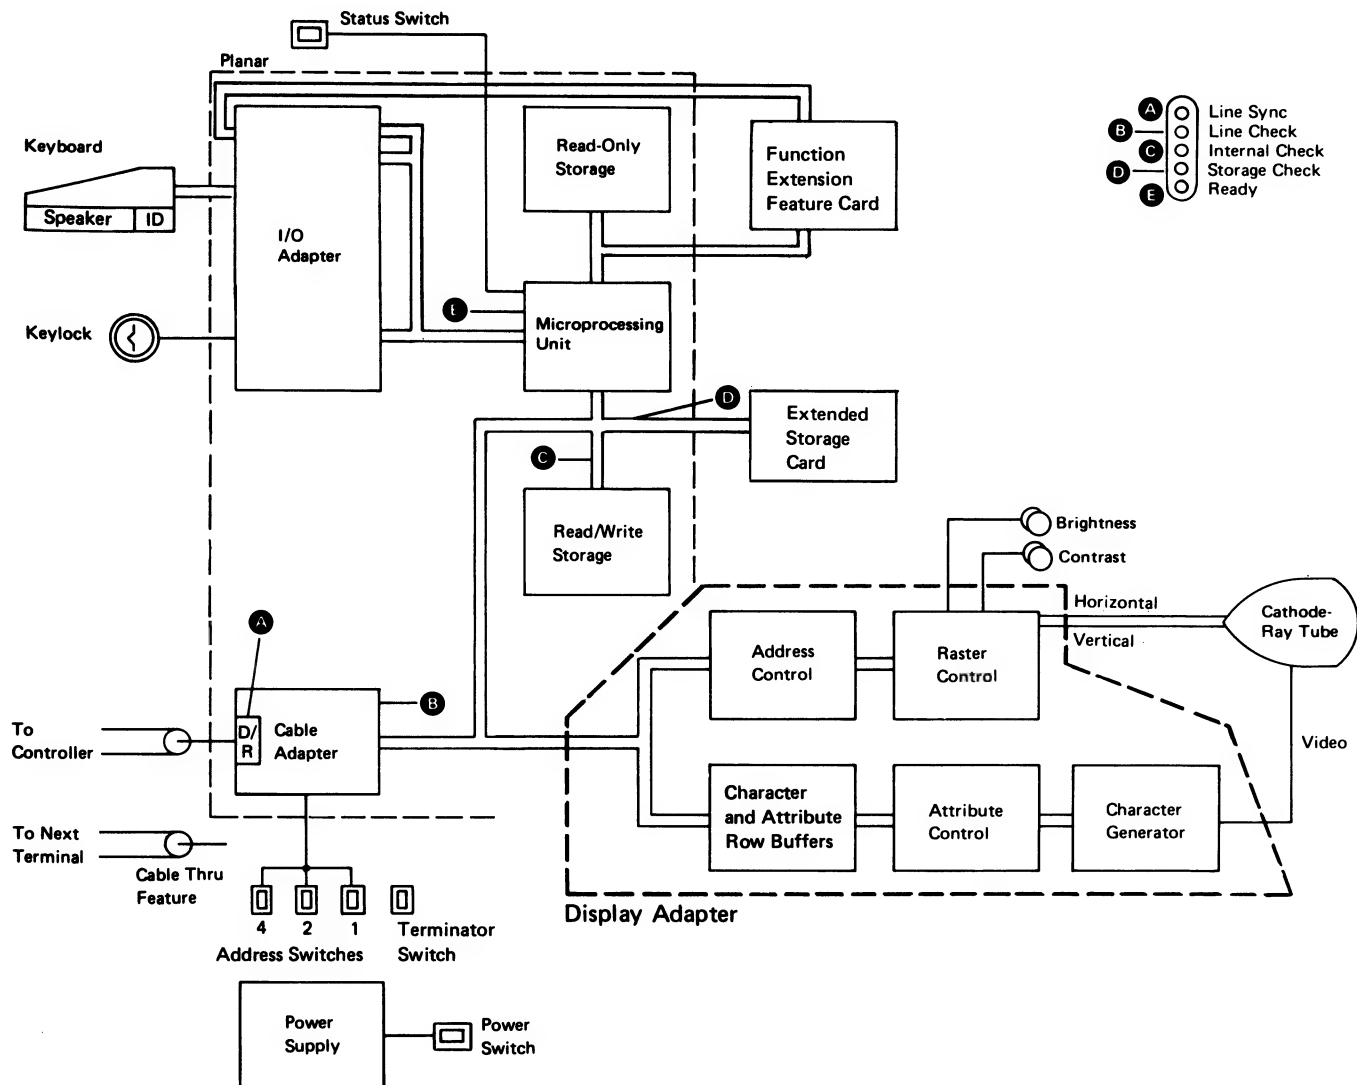 Status Switch
Planar
Keyboard
Speaker
ID
Keylock
I/O
Adapter
Read-Only
Storage
Function
Extension
Feature Card
A
Line Sync
B
Line Check
C
Internal Check
D
Storage Check
E
Ready
E
Microprocessing
Unit
D
Extended
Storage
Card
C
Read/Write
Storage
Brightness
Contrast
Horizontal
Vertical
Cathode-
Ray Tube
Address
Control
Raster
Control
Video
A
B
To
Controller
D/
R
Cable
Adapter
To Next
Terminal
Cable Thru
Feature
Character
and Attribute
Row Buffers
Attribute
Control
Character
Generator
4
2
1
Address Switches
Terminator
Switch
Display Adapter
Power
Supply
Power
Switch